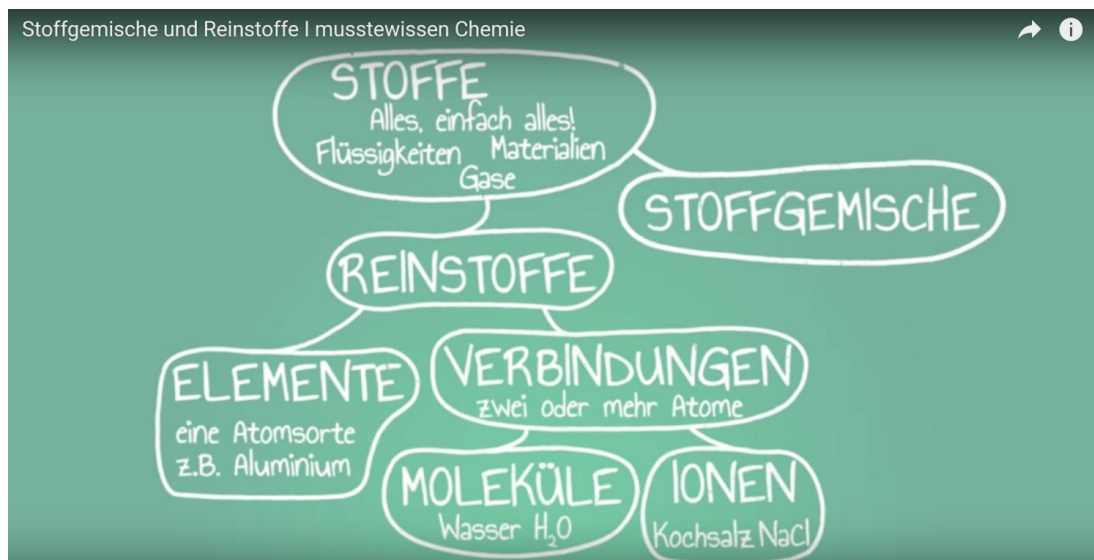 Stoffgemische und Reinstoffe I musstewissen Chemie
STOFFE
Alles, einfach alles!
Flüssigkeiten Materialien
Gase
STOFFGEMISCHE
REINSTOFFE
ELEMENTE
eine Atomsorte
z.B. Aluminium
VERBINDUNGEN
zwei oder mehr Atome
MOLEKÜLE
Wasser H₂O
IONEN
Kochsalz NaCl